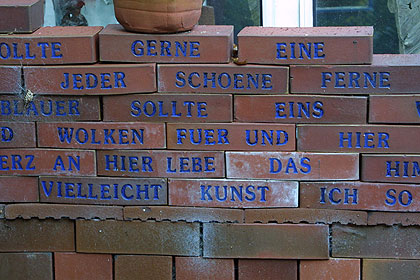 SOLLTE GERNE EINE
JEDER SCHOENE FERNE
BLAUER SOLLTE EINS
D WOLKEN FUER UND HIER
ERZ AN HIER LEBE DAS HIM
VIELLEICHT KUNST ICH SO